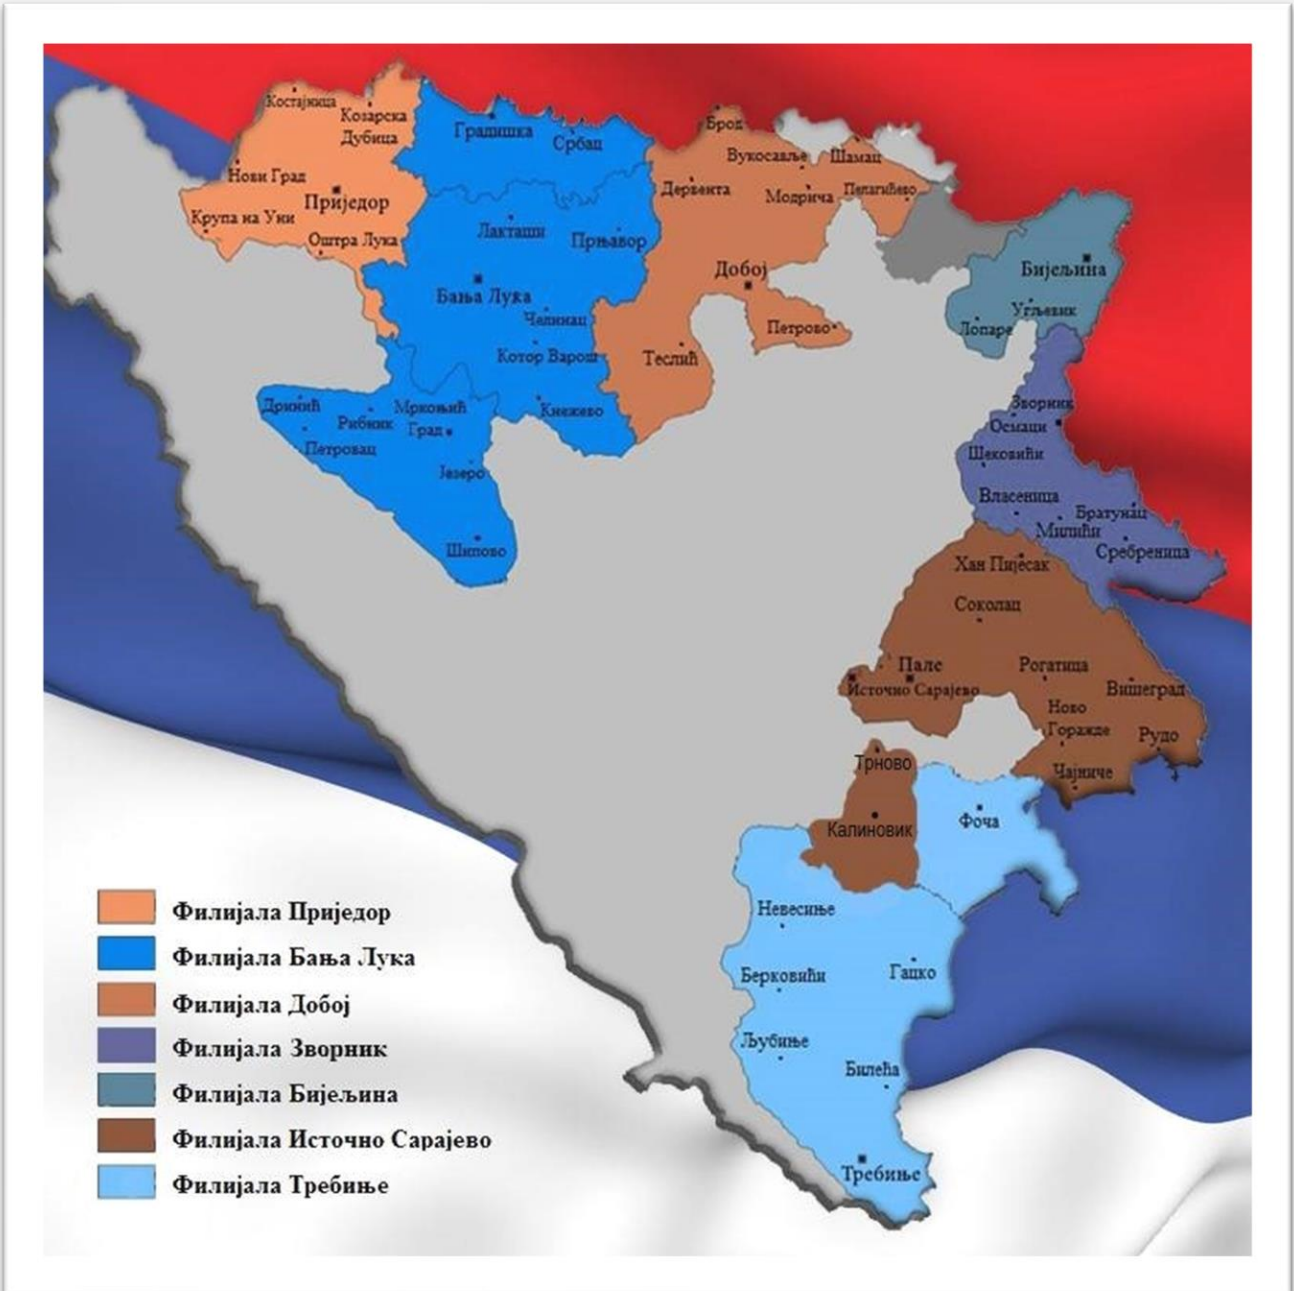 Костајница
Козарска
Дубица
Нови Град
Приједор
Крупа на Уни
Оштра Лука
Градишка
Србац
Лакташи
Прњавор
Бања Лука
Челинац
Котор Варош
Дринић
Рибник
Мркоњић
Град
Кнежево
Петровац
Језеро
Шипово
Брод
Вукосавље
Шамац
Дервента
Модрича
Пелагићево
Добој
Петрово
Теслић
Бијељина
Угљевик
Лопаре
Зворник
Осмаци
Шековићи
Власеница
Братунац
Милићи
Сребреница
Хан Пијесак
Соколац
Пале
Рогатица
Источно Сарајево
Вишеград
Ново
Горажде
Рудо
Чајниче
Трново
Калиновик
Фоча
Невесиње
Берковићи
Гацко
Љубиње
Билећа
Требиње
Филијала Приједор
Филијала Бања Лука
Филијала Добој
Филијала Зворник
Филијала Бијељина
Филијала Источно Сарајево
Филијала Требиње